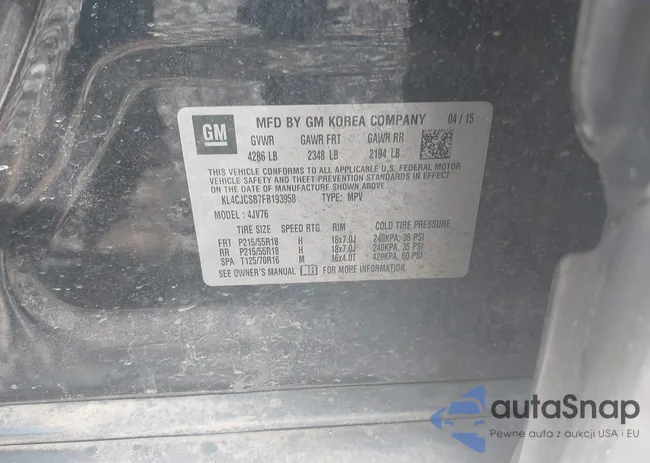 GM
MFD BY GM KOREA COMPANY 04 / 15
GVWR GAWR FRT GAWR RR
4286 LB 2348 LB 2194 LB
THIS VEHICLE CONFORMS TO ALL APPLICABLE U.S. FEDERAL MOTOR
VEHICLE SAFETY AND THEFT-PREVENTION STANDARDS IN EFFECT ON
THE DATE OF MANUFACTURE SHOWN ABOVE.
KL4CJCSB7FB193958 TYPE: MPV
MODEL : 4JV76
TIRE SIZE SPEED RTG RIM COLD TIRE PRESSURE
FRT P215/55R18 H 18x7.0J 240KPA, 35 PSI
RR P215/55R18 H 18x7.0J 240KPA, 35 PSI
SPA T125/70R16 M 16x4.0T 420KPA, 60 PSI
SEE OWNER'S MANUAL FOR MORE INFORMATION.
autaSnap
Pewne auta z aukcji USA i EU